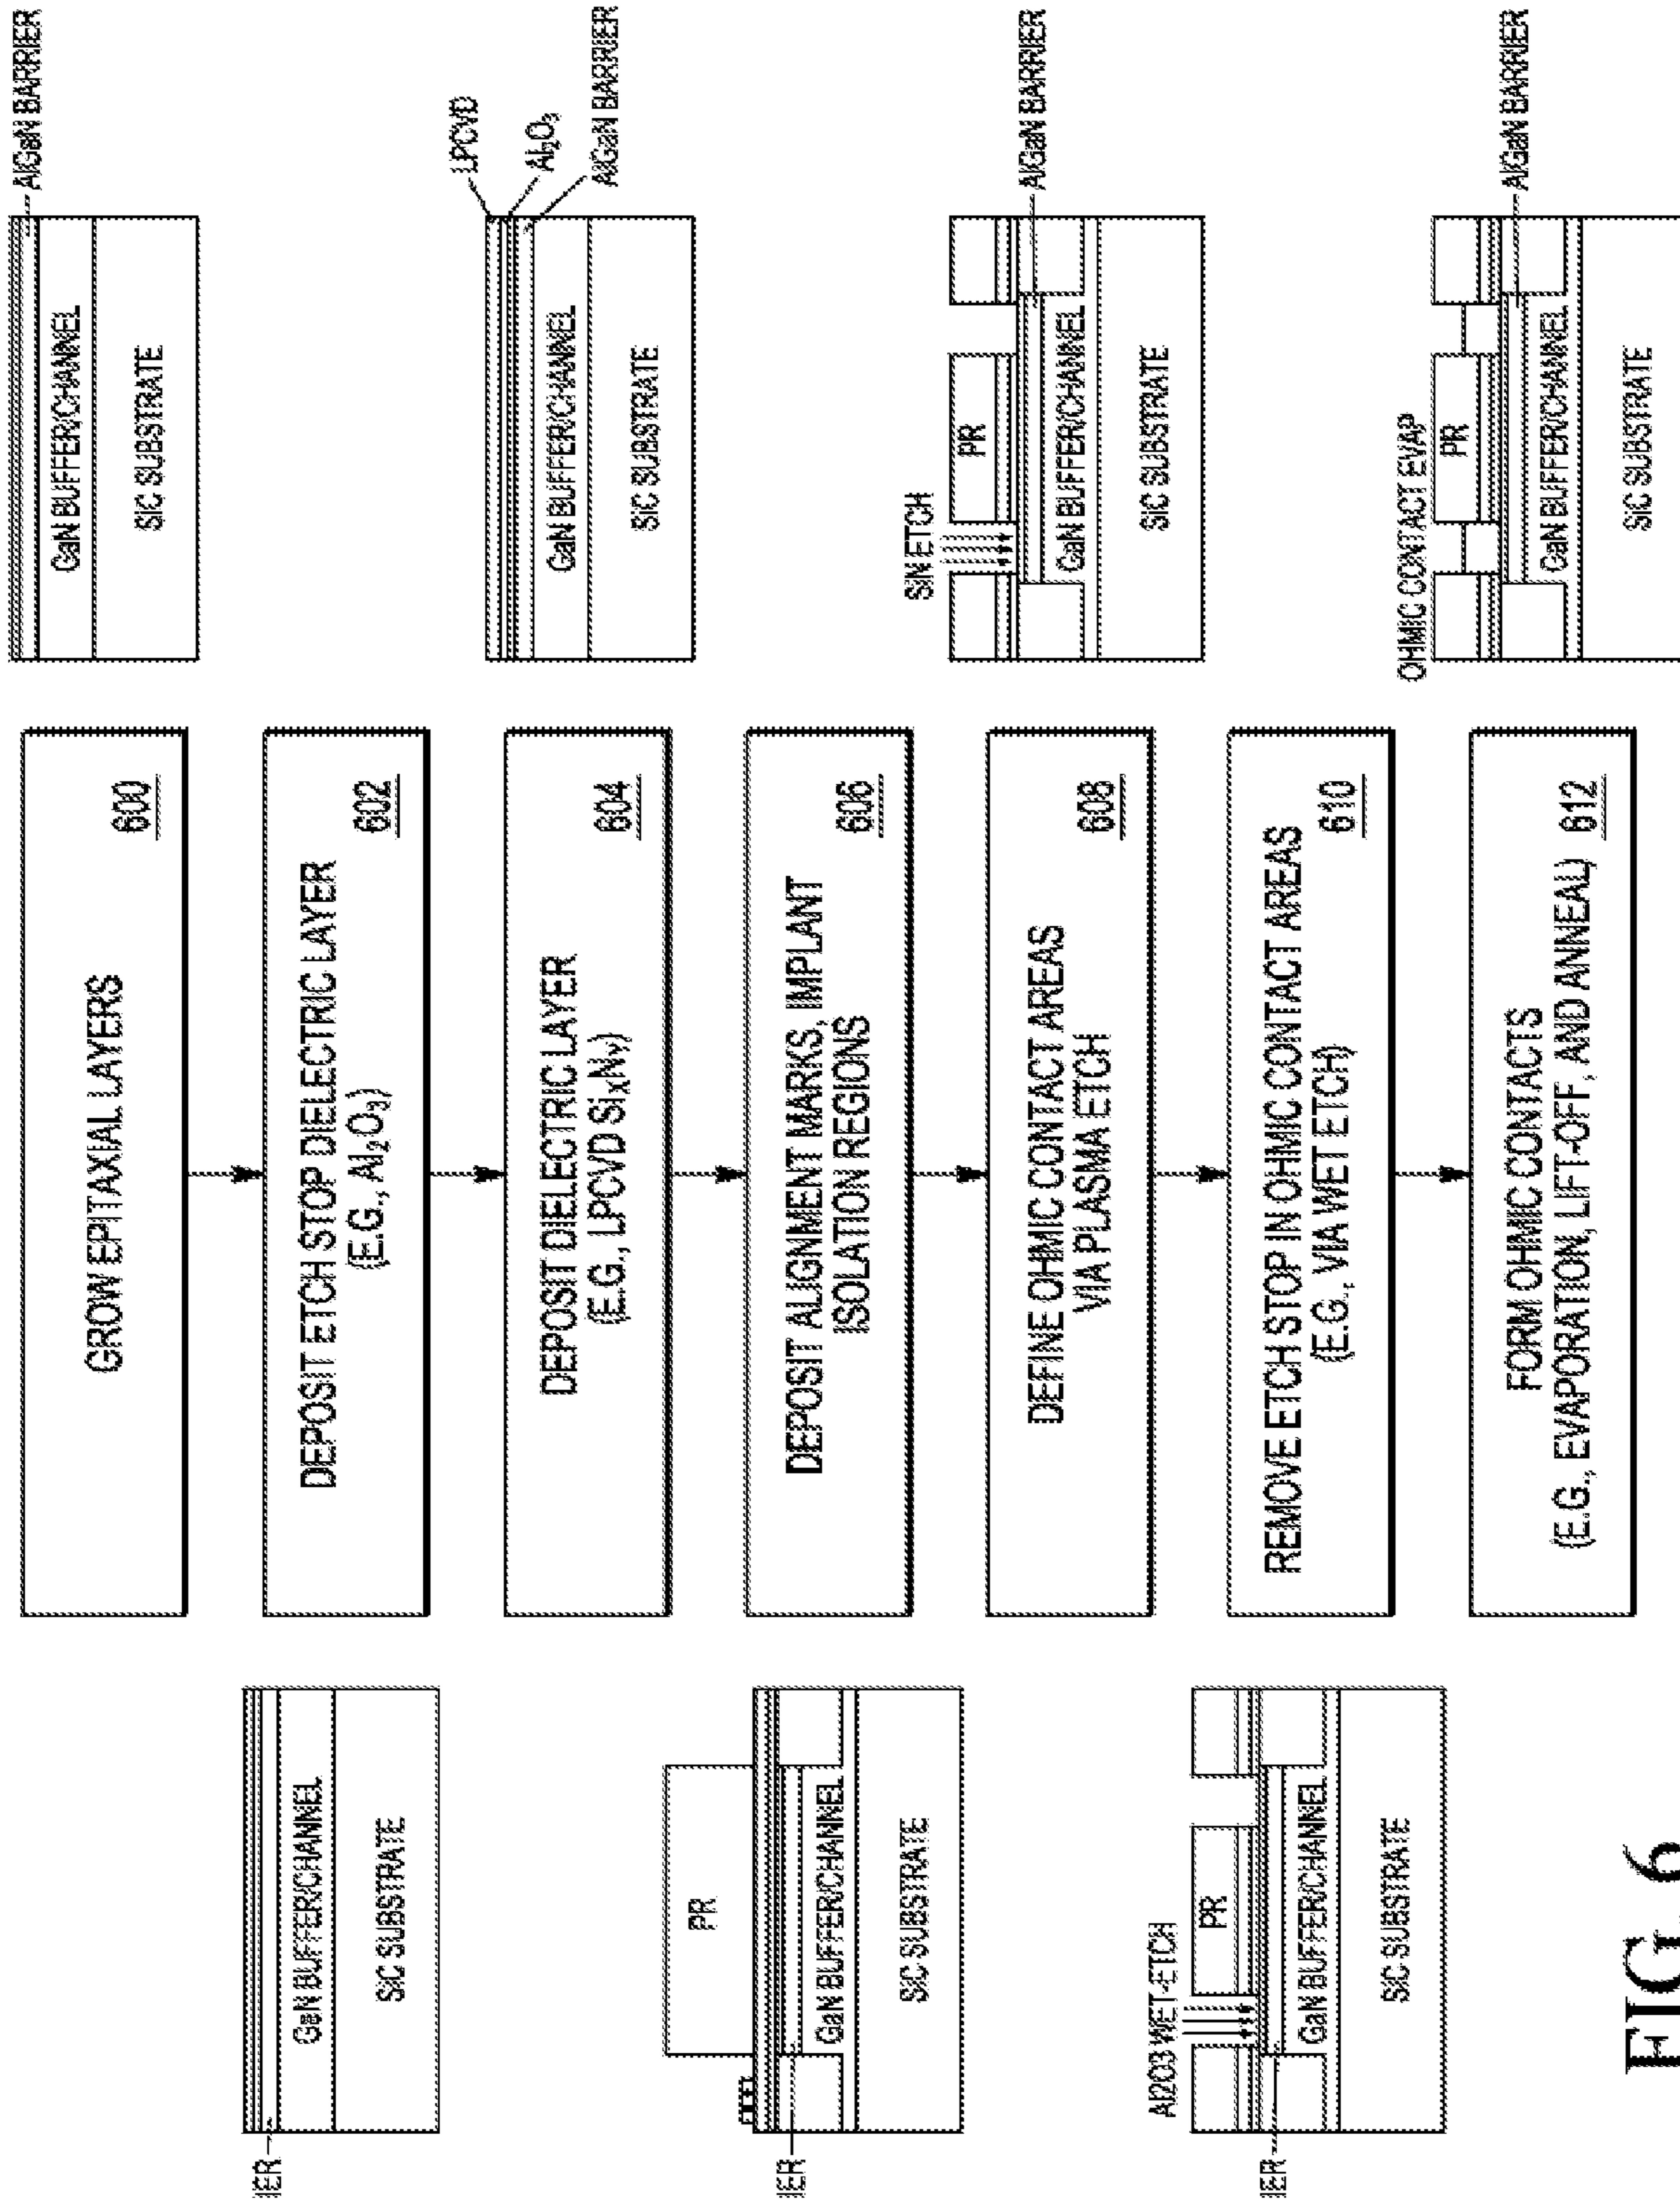 AlGaN BARRIER
GaN BUFFER/CHANNEL
SiC SUBSTRATE
LPCVD
Al₂O₃
AlGaN BARRIER
GaN BUFFER/CHANNEL
SiC SUBSTRATE
SiN ETCH
PR
AlGaN BARRIER
GaN BUFFER/CHANNEL
SiC SUBSTRATE
OHMIC CONTACT EVAP
PR
AlGaN BARRIER
GaN BUFFER/CHANNEL
SiC SUBSTRATE
GROW EPITAXIAL LAYERS
600
DEPOSIT ETCH STOP DIELECTRIC LAYER
(E.G., Al₂O₃)
602
DEPOSIT DIELECTRIC LAYER
(E.G., LPCVD SiₓNᵧ)
604
DEPOSIT ALIGNMENT MARKS, IMPLANT
ISOLATION REGIONS
606
DEFINE OHMIC CONTACT AREAS
VIA PLASMA ETCH
608
REMOVE ETCH STOP IN OHMIC CONTACT AREAS
(E.G., VIA WET ETCH)
610
FORM OHMIC CONTACTS
(E.G., EVAPORATION, LIFT-OFF, AND ANNEAL)
612
IER
GaN BUFFER/CHANNEL
SiC SUBSTRATE
PR
IER
GaN BUFFER/CHANNEL
SiC SUBSTRATE
Al2O3 WET-ETCH
PR
IER
GaN BUFFER/CHANNEL
SiC SUBSTRATE
FIG. 6